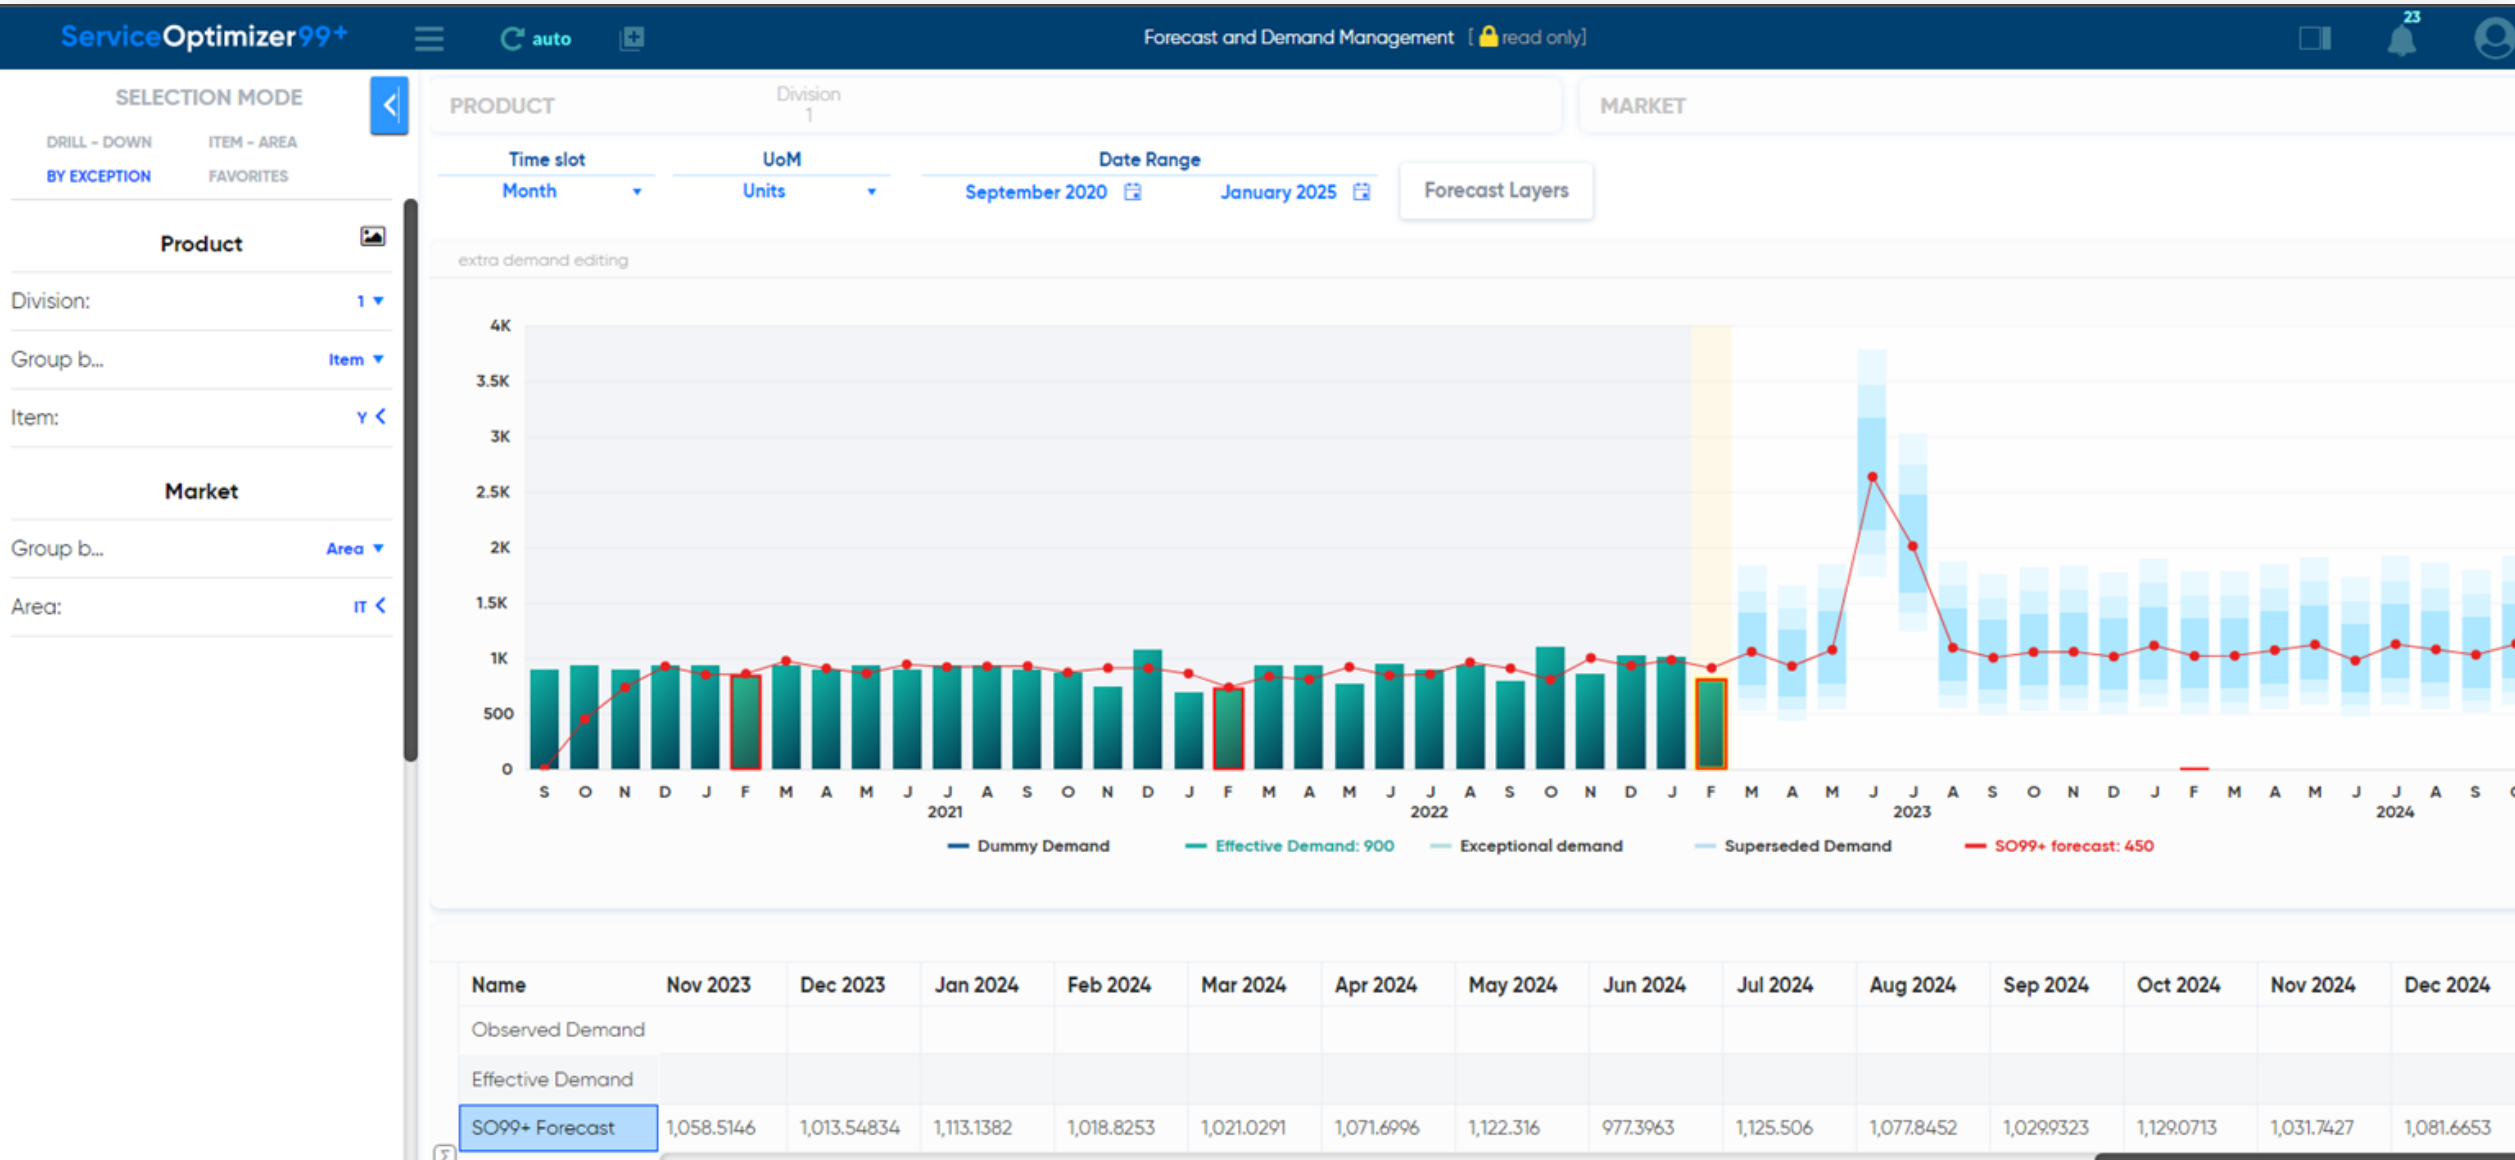 ServiceOptimizer99+ auto Forecast and Demand Management [ read only] 23
SELECTION MODE
DRILL - DOWN ITEM - AREA
BY EXCEPTION FAVORITES
Product
Division: 1
Group b... Item
Item: Y
Market
Group b... Area
Area: IT
PRODUCT Division MARKET
1
Time slot UoM Date Range
Month Units September 2020 January 2025 Forecast Layers
extra demand editing
4K
3.5K
3K
2.5K
2K
1.5K
1K
500
0
S O N D J F M A M J J A S O N D J F M A M J J A S O N D J F M A M J J A S O N D J F M A M J J A S
2021 2022 2023 2024
Dummy Demand Effective Demand: 900 Exceptional demand Superseded Demand SO99+ forecast: 450
Name Nov 2023 Dec 2023 Jan 2024 Feb 2024 Mar 2024 Apr 2024 May 2024 Jun 2024 Jul 2024 Aug 2024 Sep 2024 Oct 2024 Nov 2024 Dec 2024
Observed Demand
Effective Demand
SO99+ Forecast 1,058.5146 1,013.54834 1,113.1382 1,018.8253 1,021.0291 1,071.6996 1,122.316 977.3963 1,125.506 1,077.8452 1,029.9323 1,129.0713 1,031.7427 1,081.6653